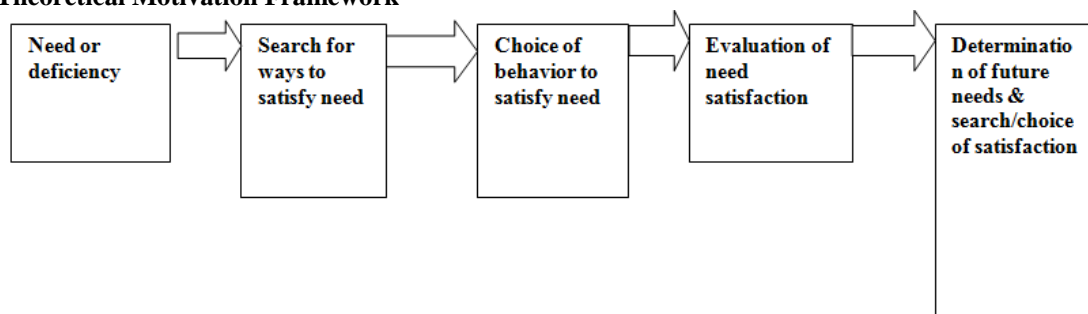 Theoretical Motivation Framework
Need or
deficiency
Search for
ways to
satisfy need
Choice of
behavior to
satisfy need
Evaluation of
need
satisfaction
Determinatio
n of future
needs &
search/choice
of satisfaction